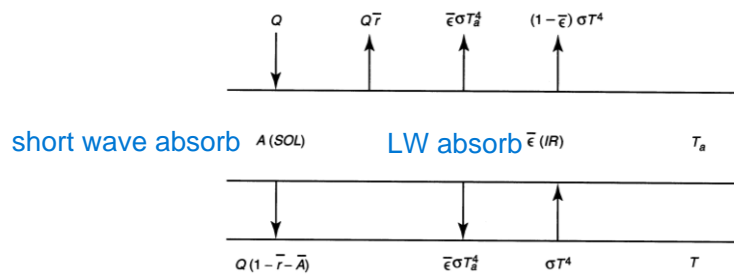 Q Qr̅ ϵ̅σTₐ⁴ (1−ϵ̅) σT⁴
short wave absorb A (SOL) LW absorb ϵ̅ (IR) Tₐ
Q (1 − r̅ − A̅) ϵ̅σTₐ⁴ σT⁴ T